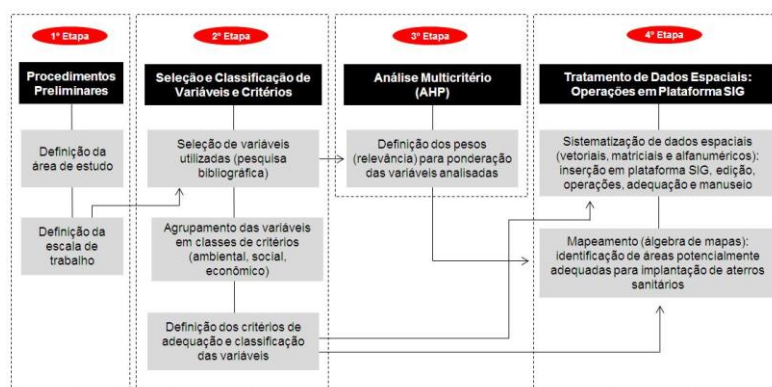 1º Etapa
Procedimentos
Preliminares
Definição da
área de estudo
Definição da
escala de
trabalho
2º Etapa
Seleção e Classificação de
Variáveis e Critérios
Seleção de variáveis
utilizadas (pesquisa
bibliográfica)
Agrupamento das variáveis
em classes de critérios
(ambiental, social,
econômico)
Definição dos critérios de
adequação e classificação
das variáveis
3º Etapa
Análise Multicritério
(AHP)
Definição dos pesos
(relevância) para ponderação
das variáveis analisadas
4º Etapa
Tratamento de Dados Espaciais:
Operações em Plataforma SIG
Sistematização de dados espaciais
(vetoriais, matriciais e alfanuméricos):
inserção em plataforma SIG, edição,
operações, adequação e manuseio
Mapeamento (álgebra de mapas):
identificação de áreas potencialmente
adequadas para implantação de aterros
sanitários